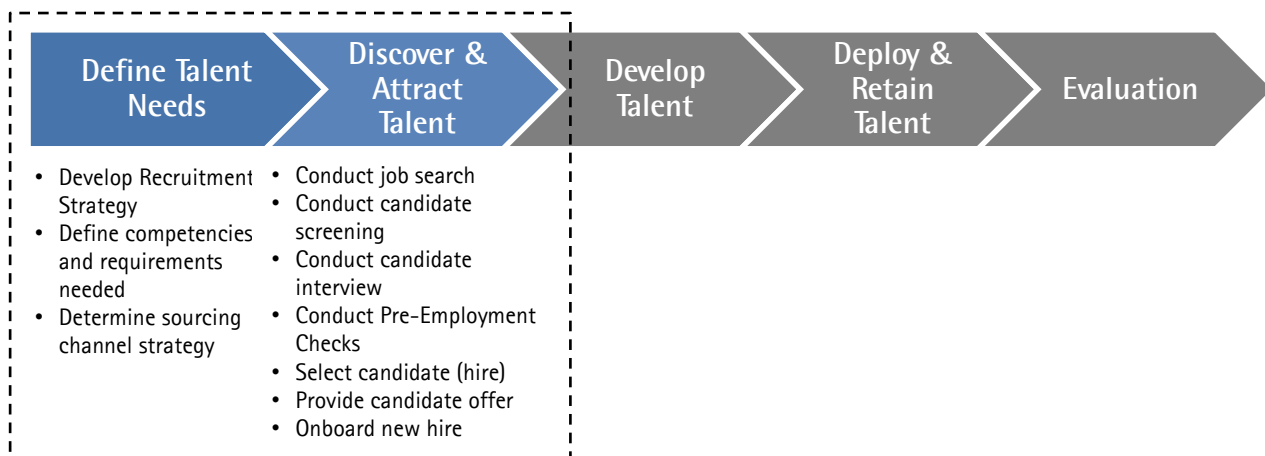 Define Talent
Needs
Discover &
Attract
Talent
Develop
Talent
Deploy &
Retain
Talent
Evaluation
• Develop Recruitment
Strategy
• Define competencies
and requirements
needed
• Determine sourcing
channel strategy
• Conduct job search
• Conduct candidate
screening
• Conduct candidate
interview
• Conduct Pre-Employment
Checks
• Select candidate (hire)
• Provide candidate offer
• Onboard new hire